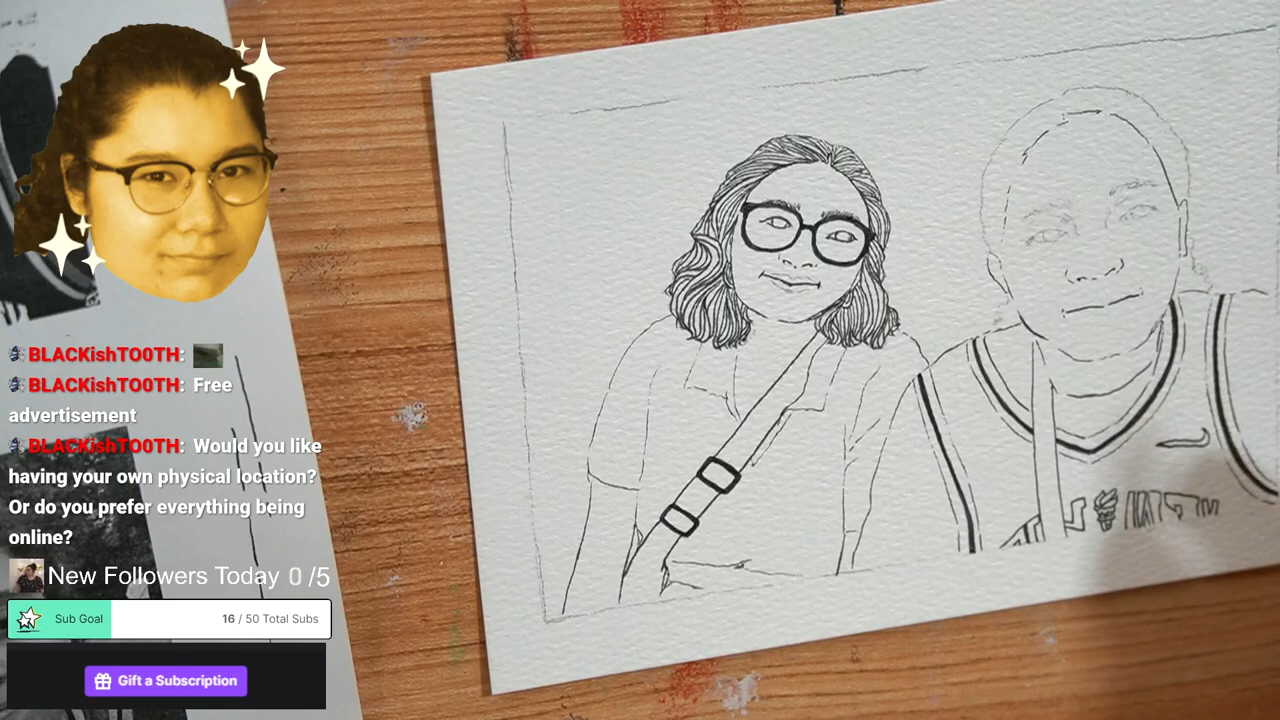 BLACKishTO0TH:
BLACKishTO0TH: Free
advertisement
BLACKishTO0TH: Would you like
having your own physical location?
Or do you prefer everything being
online?
New Followers Today 0 /5
Sub Goal 16 / 50 Total Subs
Gift a Subscription